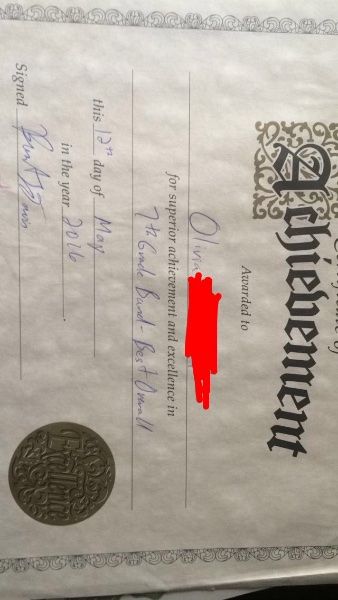 Achievement
Awarded to
Olivia
for superior achievement and excellence in
7th Grade Band - Best Overall
this 12th day of May
in the year 2016.
Signed
Excellence